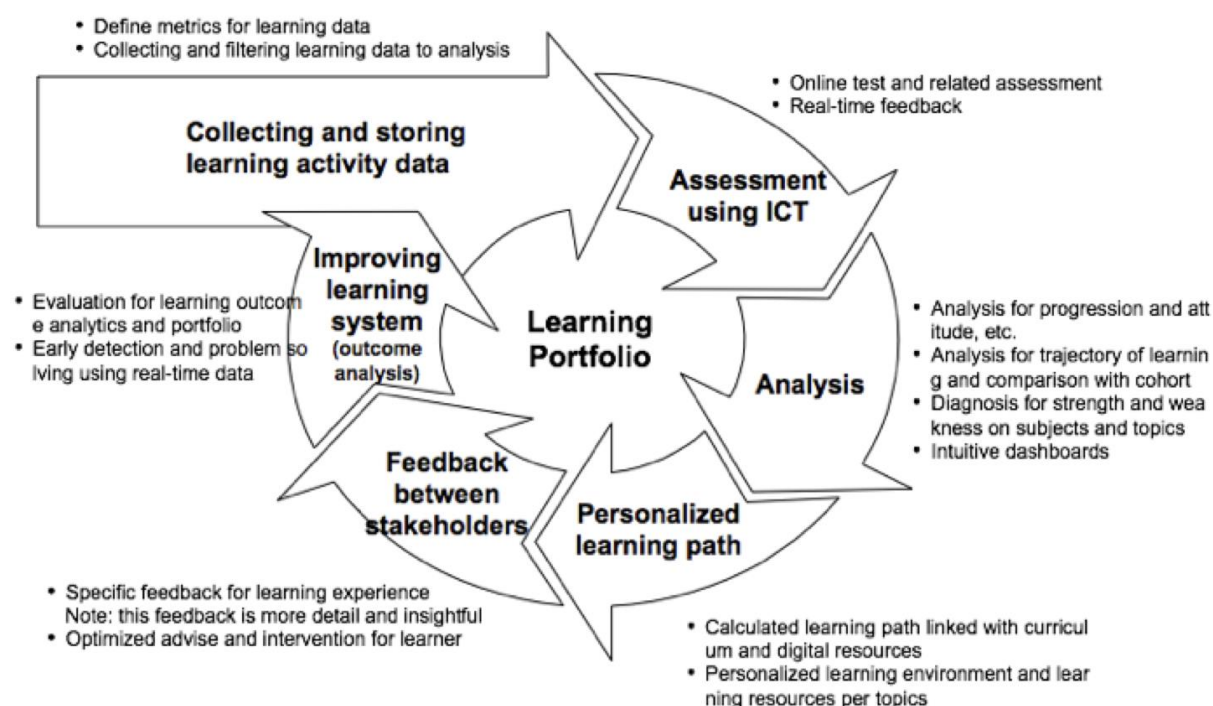 • Define metrics for learning data
• Collecting and filtering learning data to analysis
Collecting and storing
learning activity data
• Online test and related assessment
• Real-time feedback
Assessment
using ICT
• Analysis for progression and att
itude, etc.
• Analysis for trajectory of learnin
g and comparison with cohort
• Diagnosis for strength and wea
kness on subjects and topics
• Intuitive dashboards
Analysis
Personalized
learning path
• Calculated learning path linked with curricul
um and digital resources
• Personalized learning environment and lear
ning resources per topics
Feedback
between
stakeholders
• Specific feedback for learning experience
Note: this feedback is more detail and insightful
• Optimized advise and intervention for learner
Improving
learning
system
(outcome
analysis)
• Evaluation for learning outcom
e analytics and portfolio
• Early detection and problem so
lving using real-time data
Learning
Portfolio